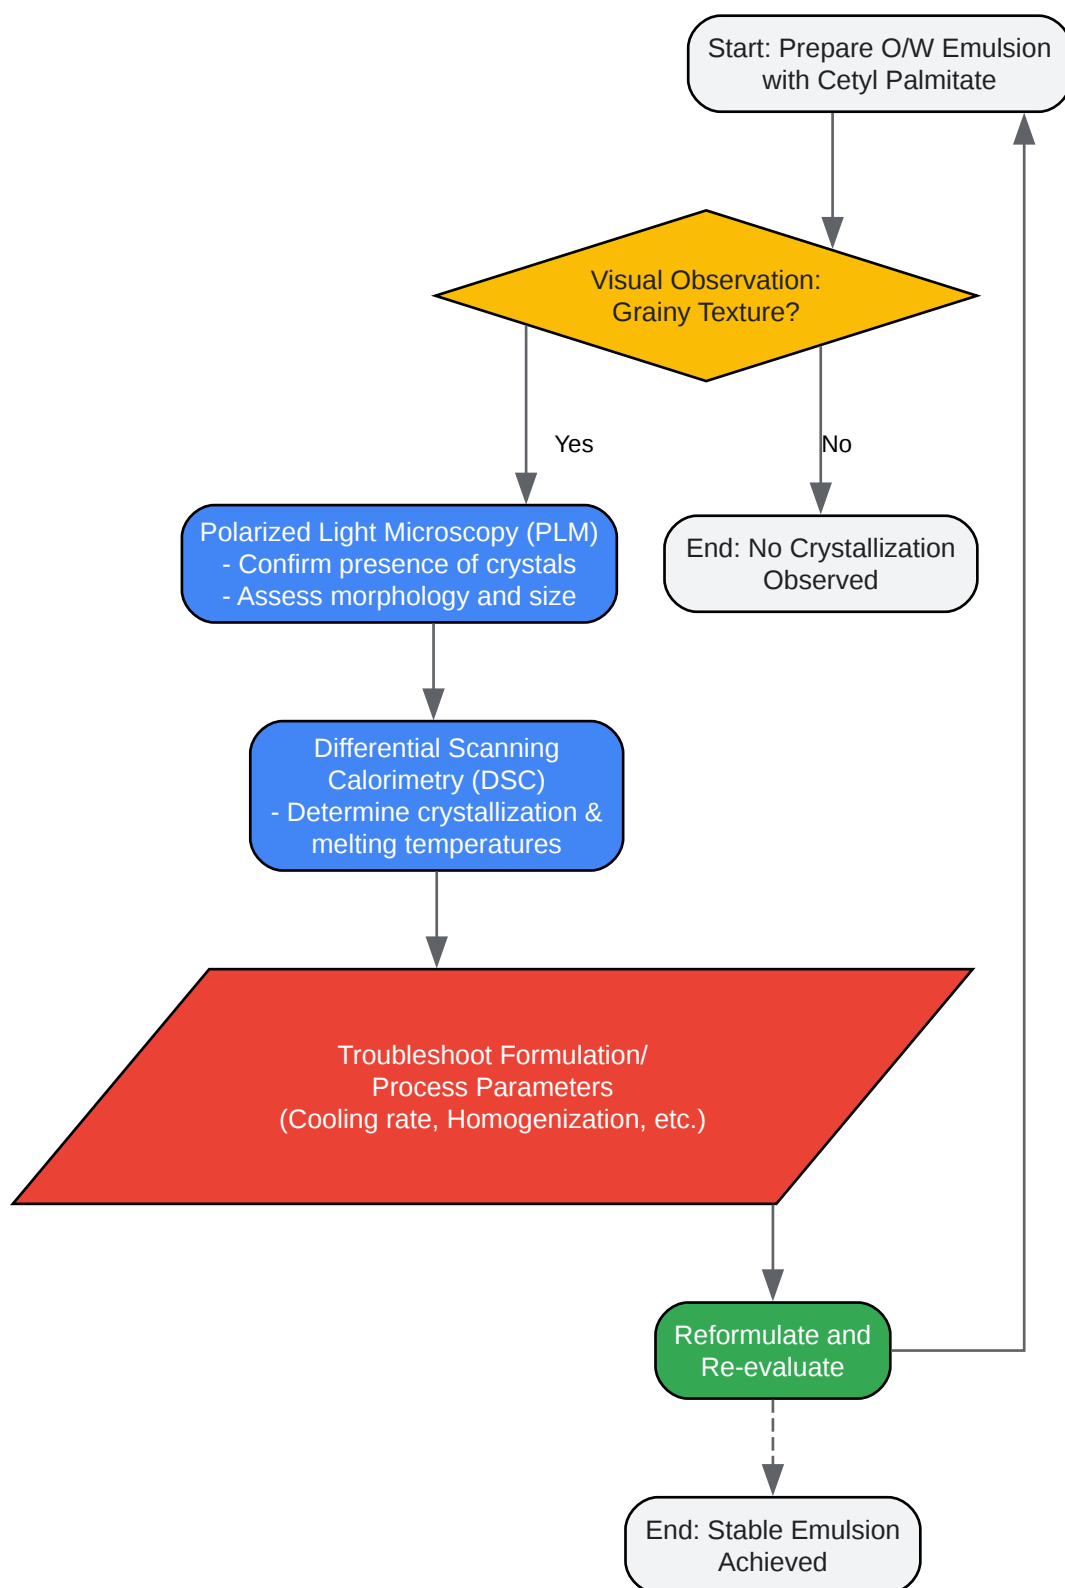 Start: Prepare O/W Emulsion
with Cetyl Palmitate
Visual Observation:
Grainy Texture?
Yes
No
Polarized Light Microscopy (PLM)
- Confirm presence of crystals
- Assess morphology and size
End: No Crystallization
Observed
Differential Scanning
Calorimetry (DSC)
- Determine crystallization &
melting temperatures
Troubleshoot Formulation/
Process Parameters
(Cooling rate, Homogenization, etc.)
Reformulate and
Re-evaluate
End: Stable Emulsion
Achieved